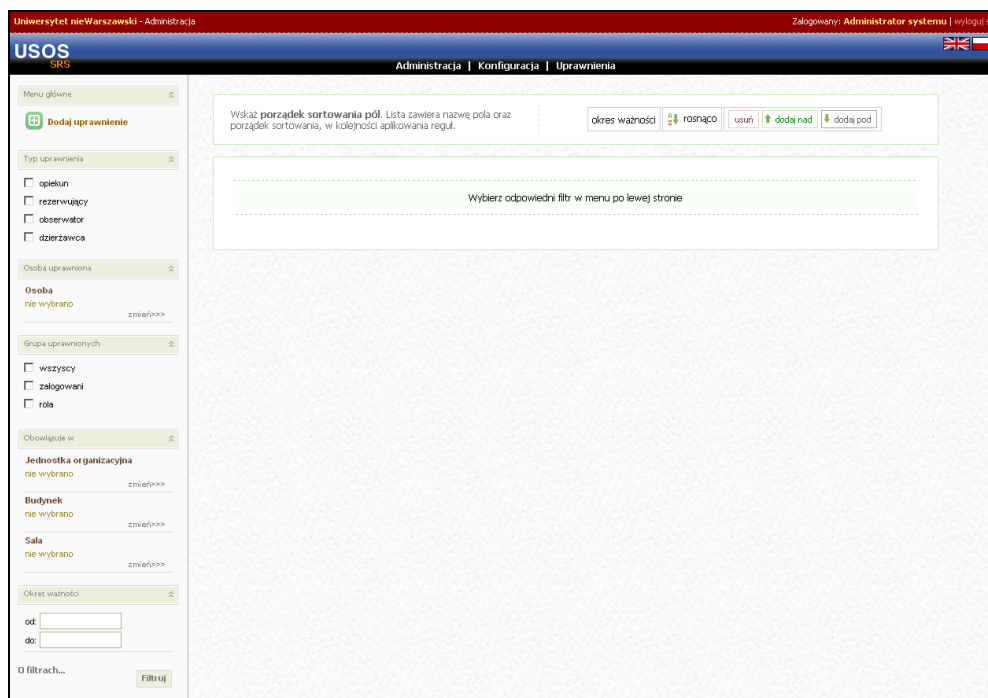 Uniwersytet nieWarszawski - Administracja
Zalogowany: Administrator systemu | wyloguj
USOS
SRS
Administracja | Konfiguracja | Uprawnienia
Menu główne
Dodaj uprawnienie
Wskaż porządek sortowania pól. Lista zawiera nazwę pola oraz
porządek sortowania, w kolejności aplikowania reguł.
okres ważności rosnąco usuń dodaj nad dodaj pod
Typ uprawnienia
opiekun
rezerwujący
obserwator
dzierżawca
Wybierz odpowiedni filtr w menu po lewej stronie
Osoba uprawniona
Osoba
nie wybrano
zmień>>>
Grupa uprawnionych
wszyscy
zalogowani
rola
Obowiązuje w
Jednostka organizacyjna
nie wybrano
zmień>>>
Budynek
nie wybrano
zmień>>>
Sala
nie wybrano
zmień>>>
Okres ważności
od:
do:
O filtrach...
Filtruj